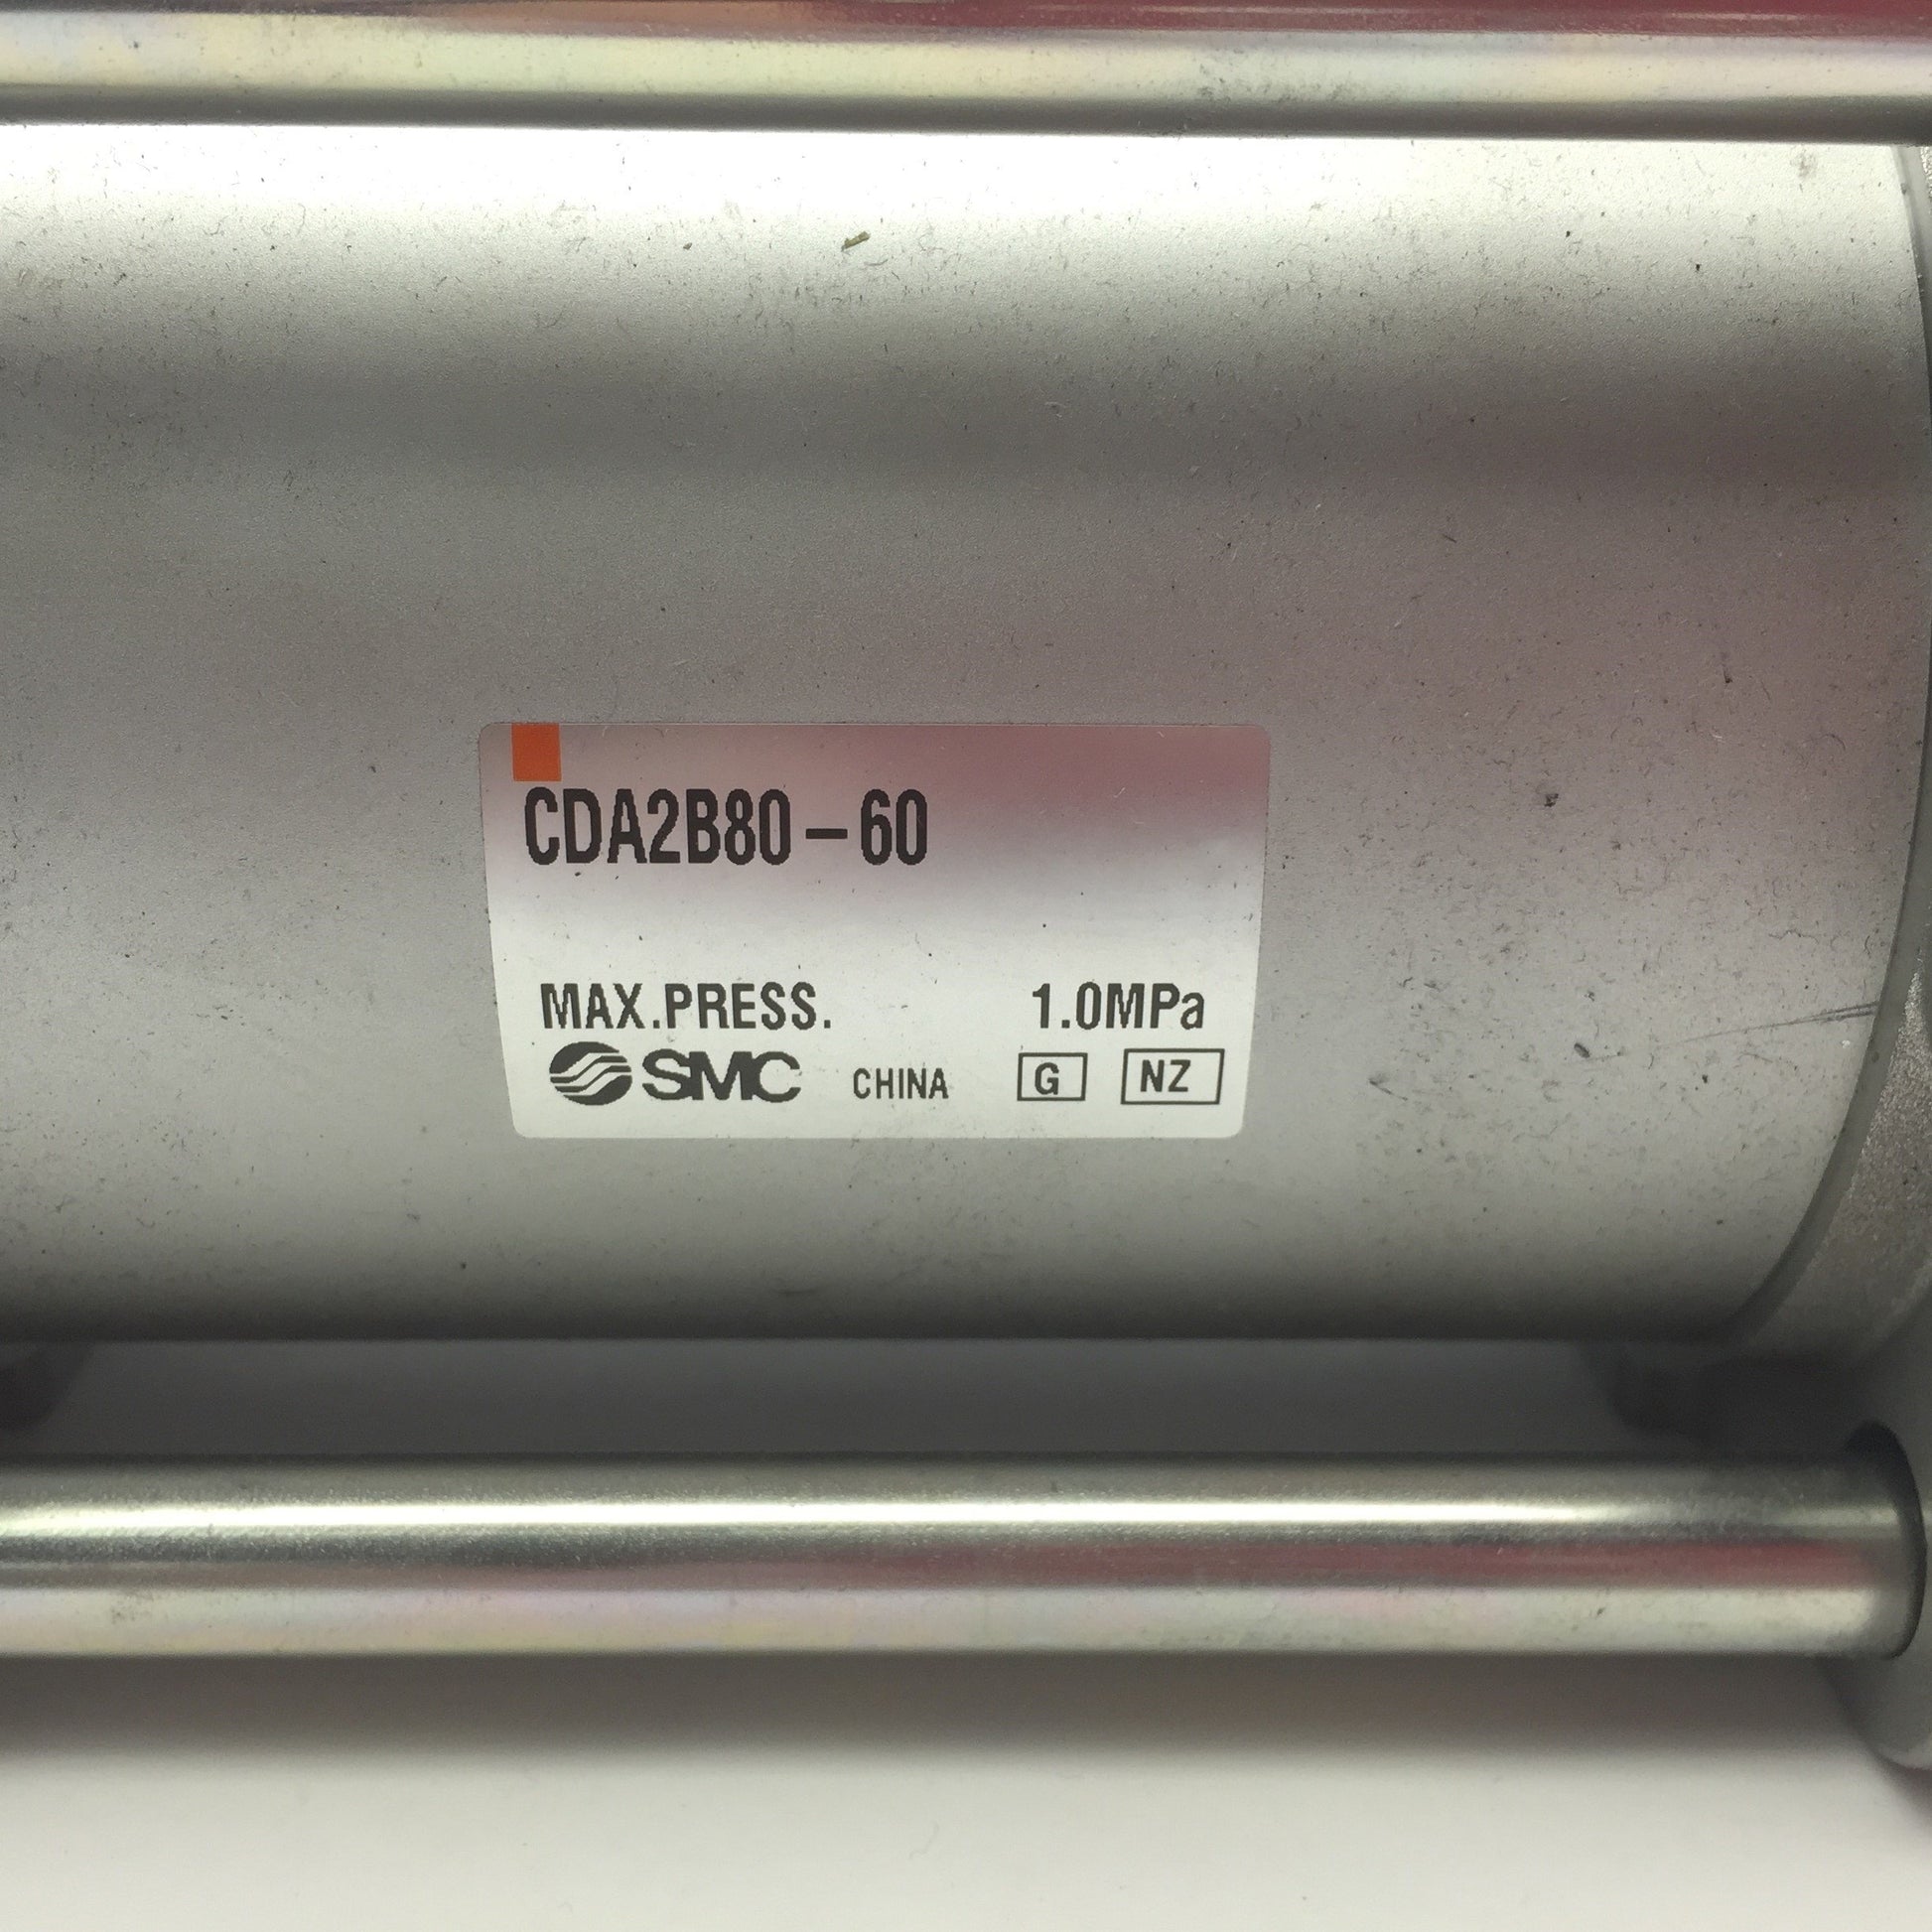 CDA2B80-60
MAX.PRESS. 1.0MPa
SMC CHINA G NZ